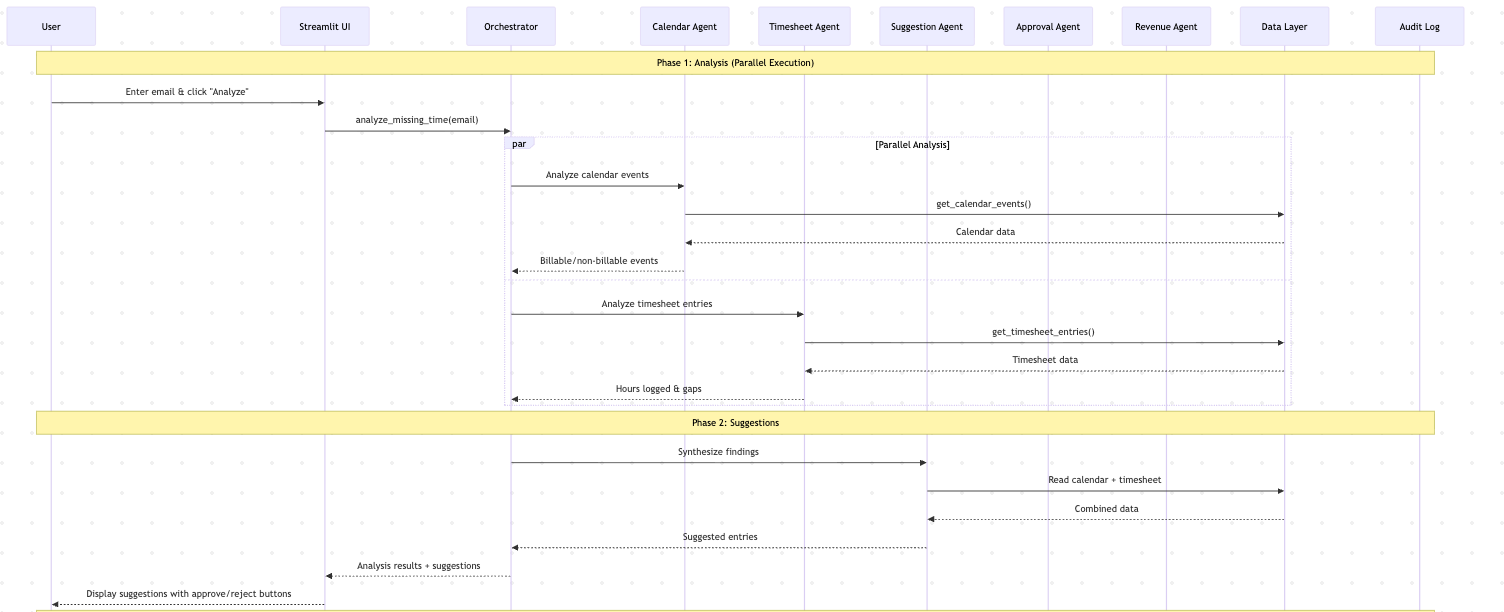 User
Streamlit UI
Orchestrator
Calendar Agent
Timesheet Agent
Suggestion Agent
Approval Agent
Revenue Agent
Data Layer
Audit Log
Phase 1: Analysis (Parallel Execution)
Enter email & click "Analyze"
analyze_missing_time(email)
par
[Parallel Analysis]
Analyze calendar events
get_calendar_events()
Calendar data
Billable/non-billable events
Analyze timesheet entries
get_timesheet_entries()
Timesheet data
Hours logged & gaps
Phase 2: Suggestions
Synthesize findings
Read calendar + timesheet
Combined data
Suggested entries
Analysis results + suggestions
Display suggestions with approve/reject buttons